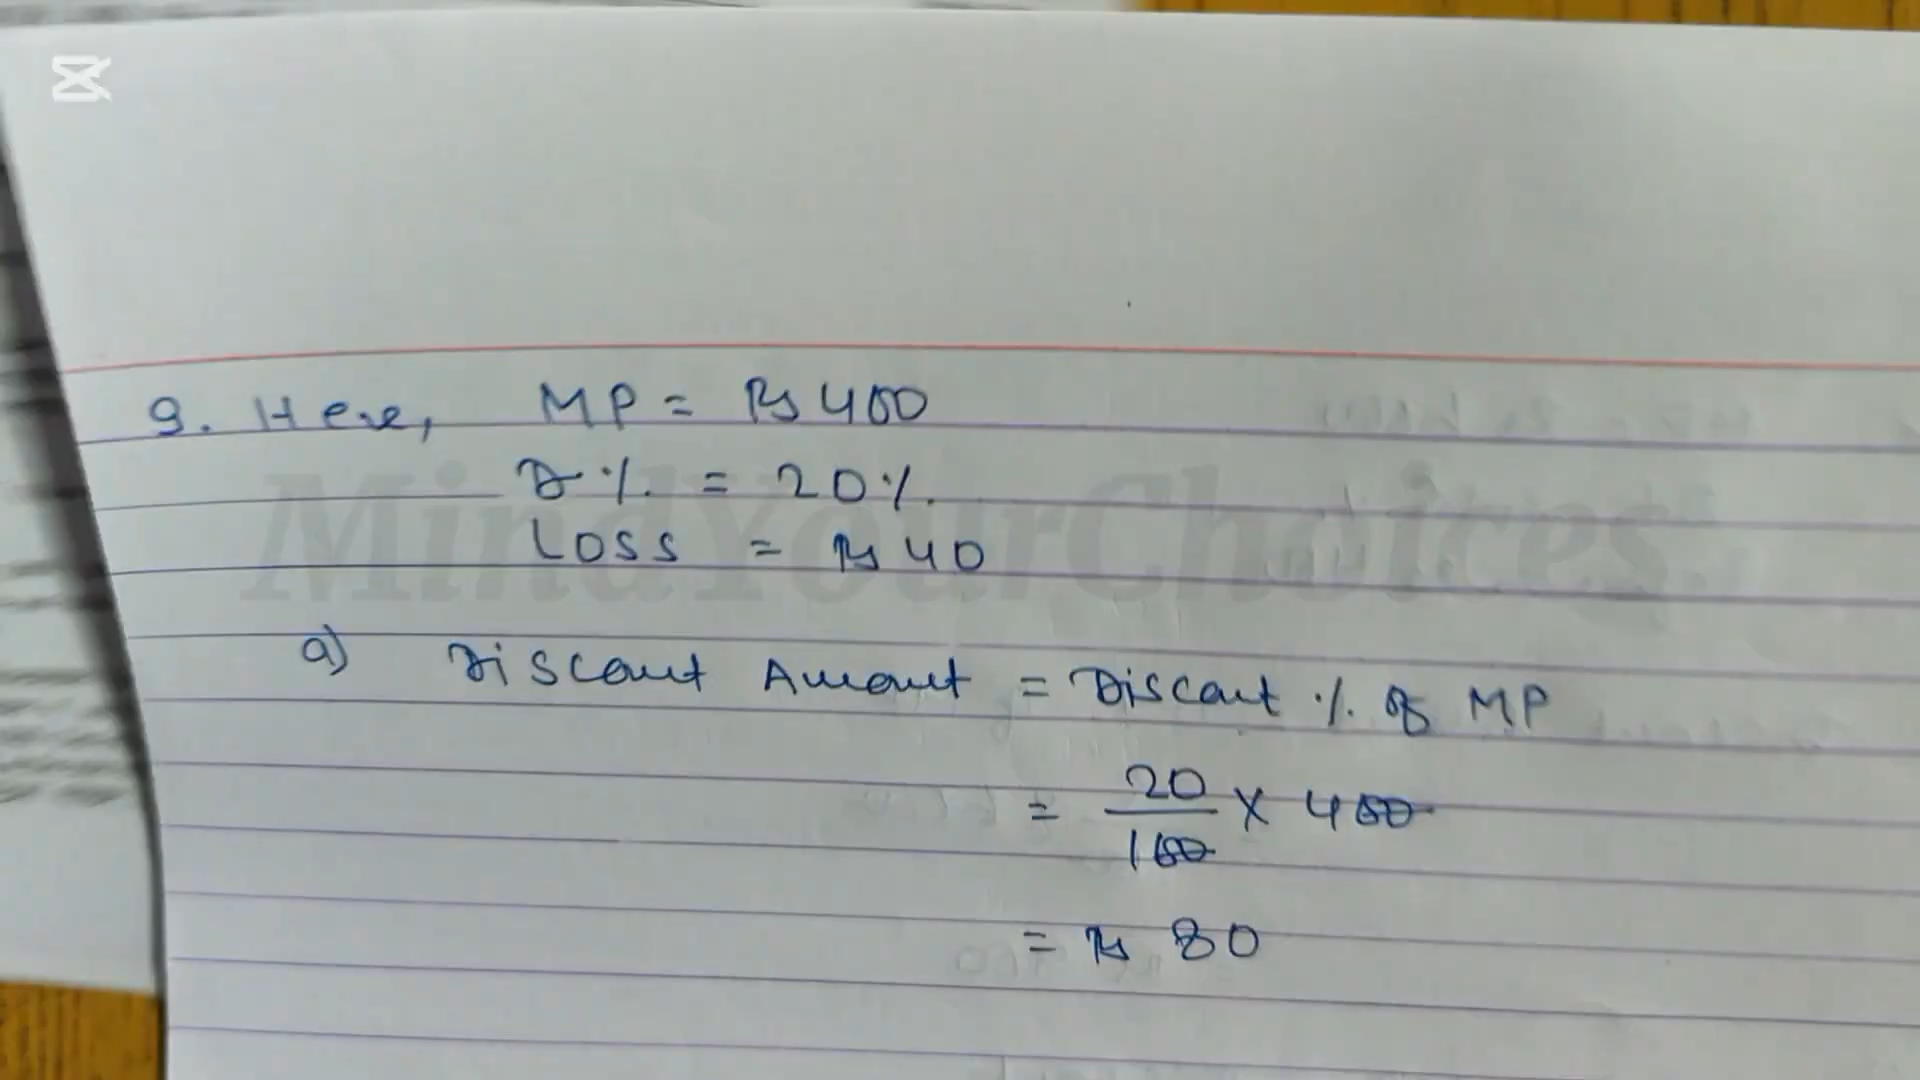 9. Here, MP = Rs 400
D% = 20%.
Loss = Rs 40
MindYourChoices
a) Discount Amount = Discount % of MP
= 20/100 × 400
= Rs 80